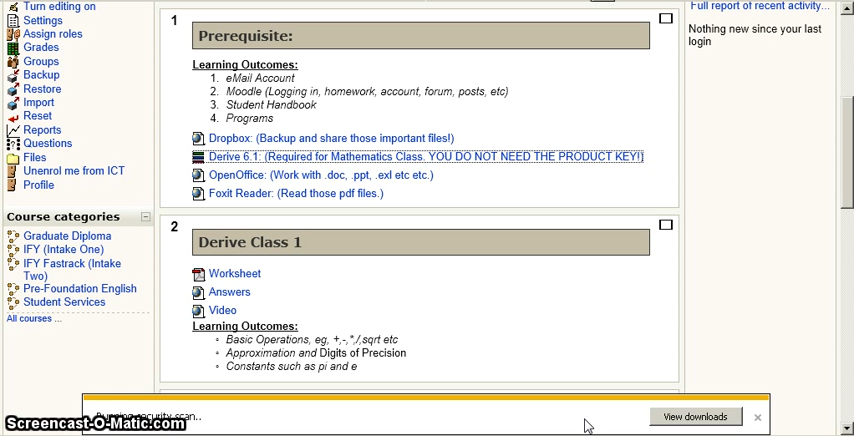 Turn editing on
Settings
Assign roles
Grades
Groups
Backup
Restore
Import
Reset
Reports
Questions
Files
Unenrol me from ICT
Profile
Course categories
Graduate Diploma
IFY (Intake One)
IFY Fastrack (Intake
Two)
Pre-Foundation English
Student Services
All courses ...
1
Prerequisite:
Learning Outcomes:
1. eMail Account
2. Moodle (Logging in, homework, account, forum, posts, etc)
3. Student Handbook
4. Programs
Dropbox: (Backup and share those important files!)
Derive 6.1: (Required for Mathematics Class. YOU DO NOT NEED THE PRODUCT KEY!)
OpenOffice: (Work with .doc, .ppt, .exl etc etc.)
Foxit Reader: (Read those pdf files.)
2
Derive Class 1
Worksheet
Answers
Video
Learning Outcomes:
Basic Operations, eg, +,-,*,/,sqrt etc
Approximation and Digits of Precision
Constants such as pi and e
Full report of recent activity...
Nothing new since your last
login
Running security scan..
View downloads
Screencast-O-Matic.com